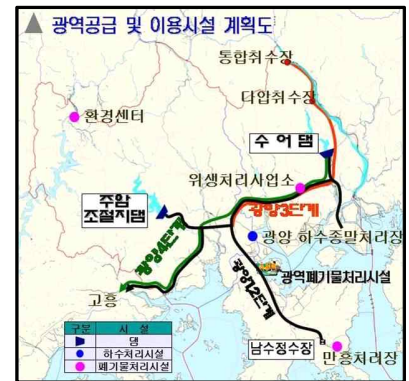 광역공급 및 이용시설 계획도
통합취수장
다압취수장
환경센터
수 어 댐
위생처리사업소
주암
조절지댐
광양3단계
광양 하수종말처리장
광양4단계
광역폐기물처리시설
고흥
광양1,2단계
남수정수장
만흥처리장
구분 시 설
댐
하수처리시설
폐기물처리시설